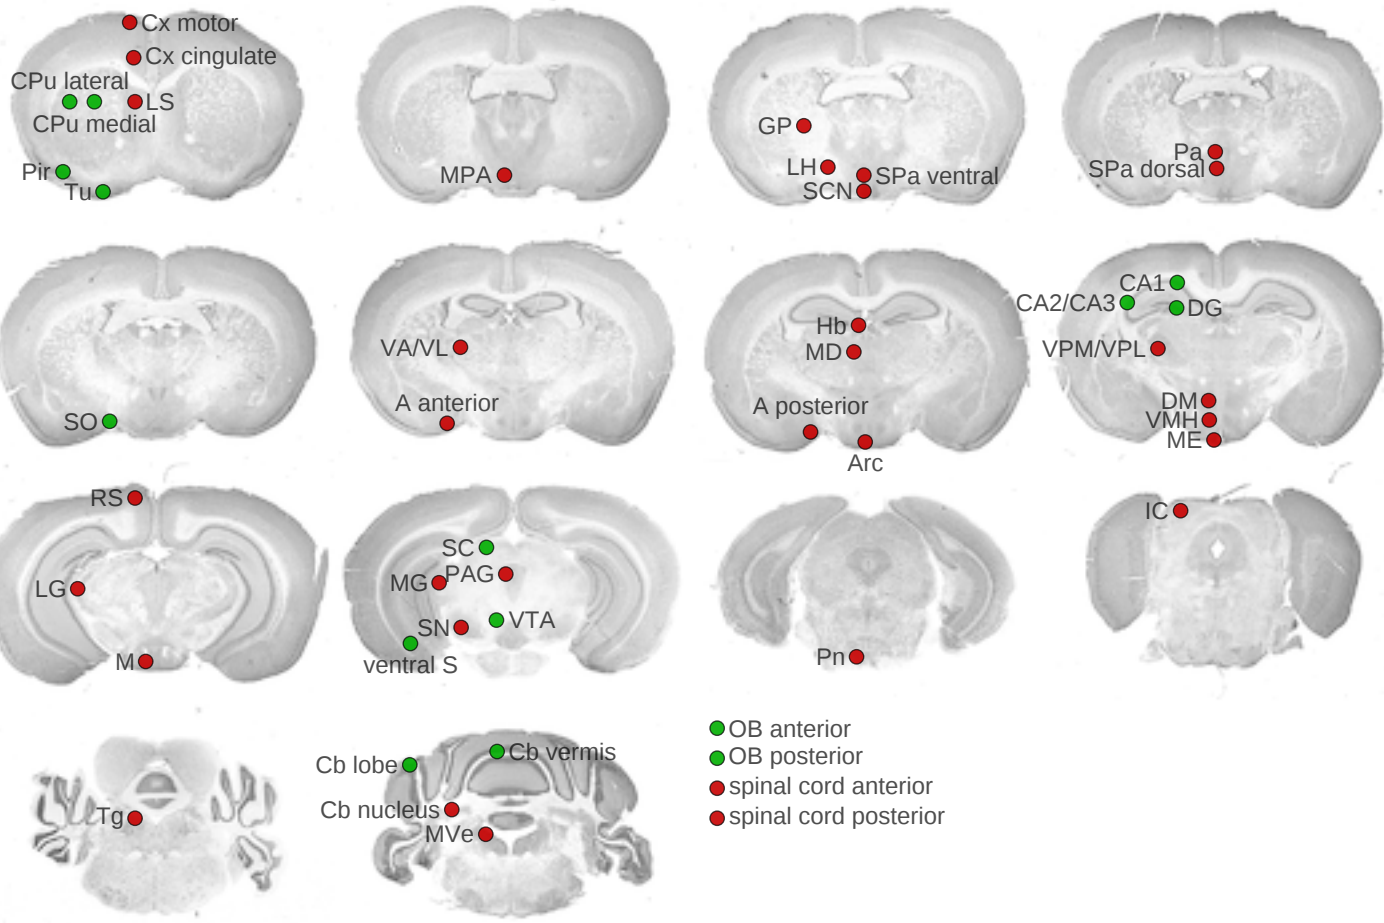 Cx motor
Cx cingulate
CPu lateral
LS
CPu medial
Pir
Tu
MPA
GP
LH
SPa ventral
SCN
Pa
SPa dorsal
SO
VA/VL
A anterior
Hb
MD
A posterior
Arc
CA1
CA2/CA3
DG
VPM/VPL
DM
VMH
ME
RS
LG
M
SC
MG
PAG
SN
VTA
ventral S
Pn
IC
Tg
Cb lobe
Cb vermis
Cb nucleus
MVe
OB anterior
OB posterior
spinal cord anterior
spinal cord posterior